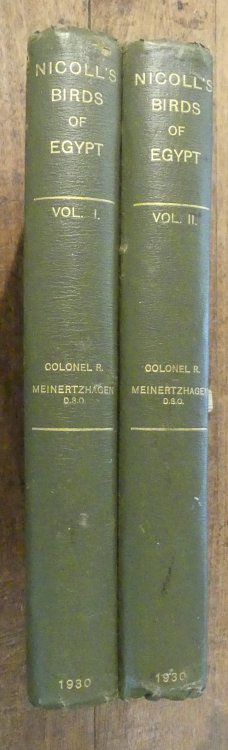 NICOLL'S
BIRDS
OF
EGYPT
VOL. I.
COLONEL R.
MEINERTZHAGEN
D.S.O.
1930
NICOLL'S
BIRDS
OF
EGYPT
VOL. II.
COLONEL R.
MEINERTZHAGEN
D.S.O.
1930